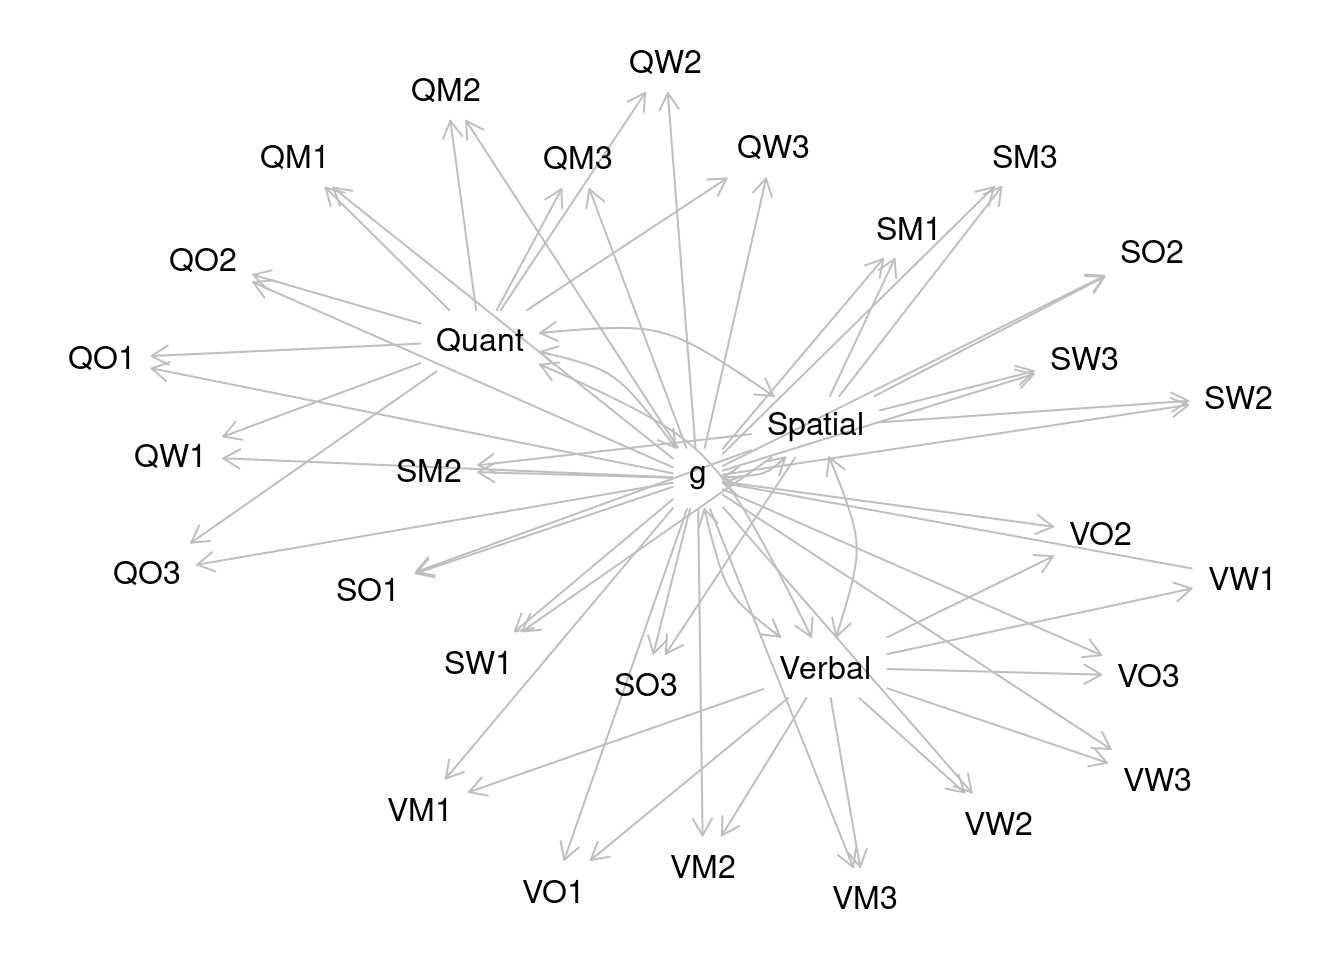 QW2
QM2
QW3
QM1
QM3
SM3
SM1
SO2
QO2
Quant
QO1
SW3
SW2
Spatial
QW1
SM2
g
VO2
QO3
VW1
SO1
SW1
Verbal
VO3
SO3
VW3
VM1
VW2
VM2
VO1
VM3